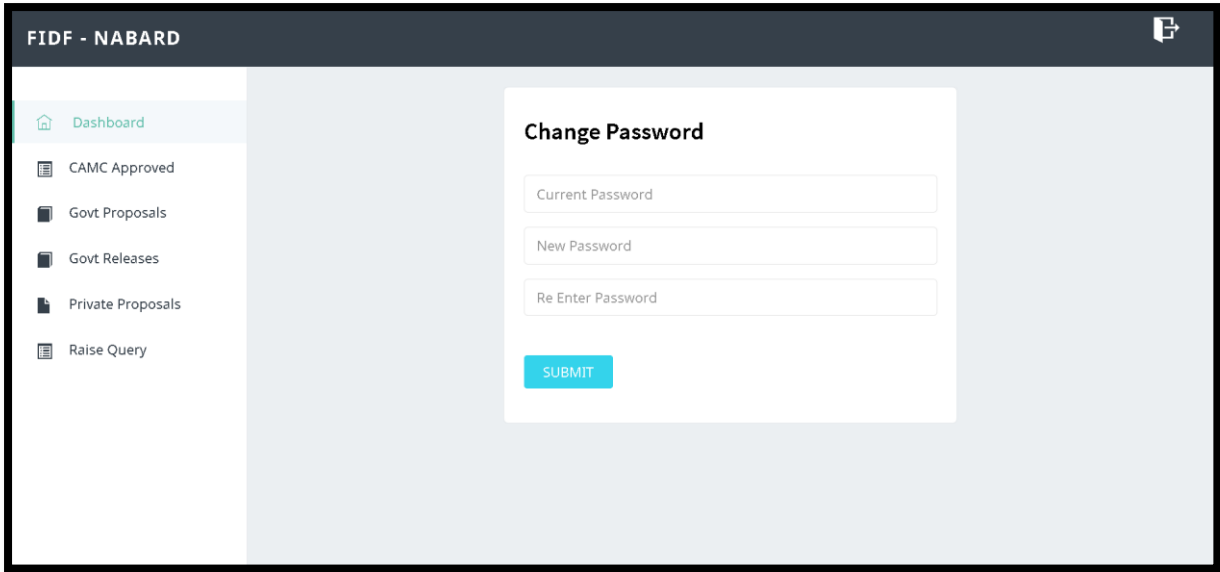 FIDF - NABARD
Dashboard
CAMC Approved
Govt Proposals
Govt Releases
Private Proposals
Raise Query
Change Password
Current Password
New Password
Re Enter Password
SUBMIT